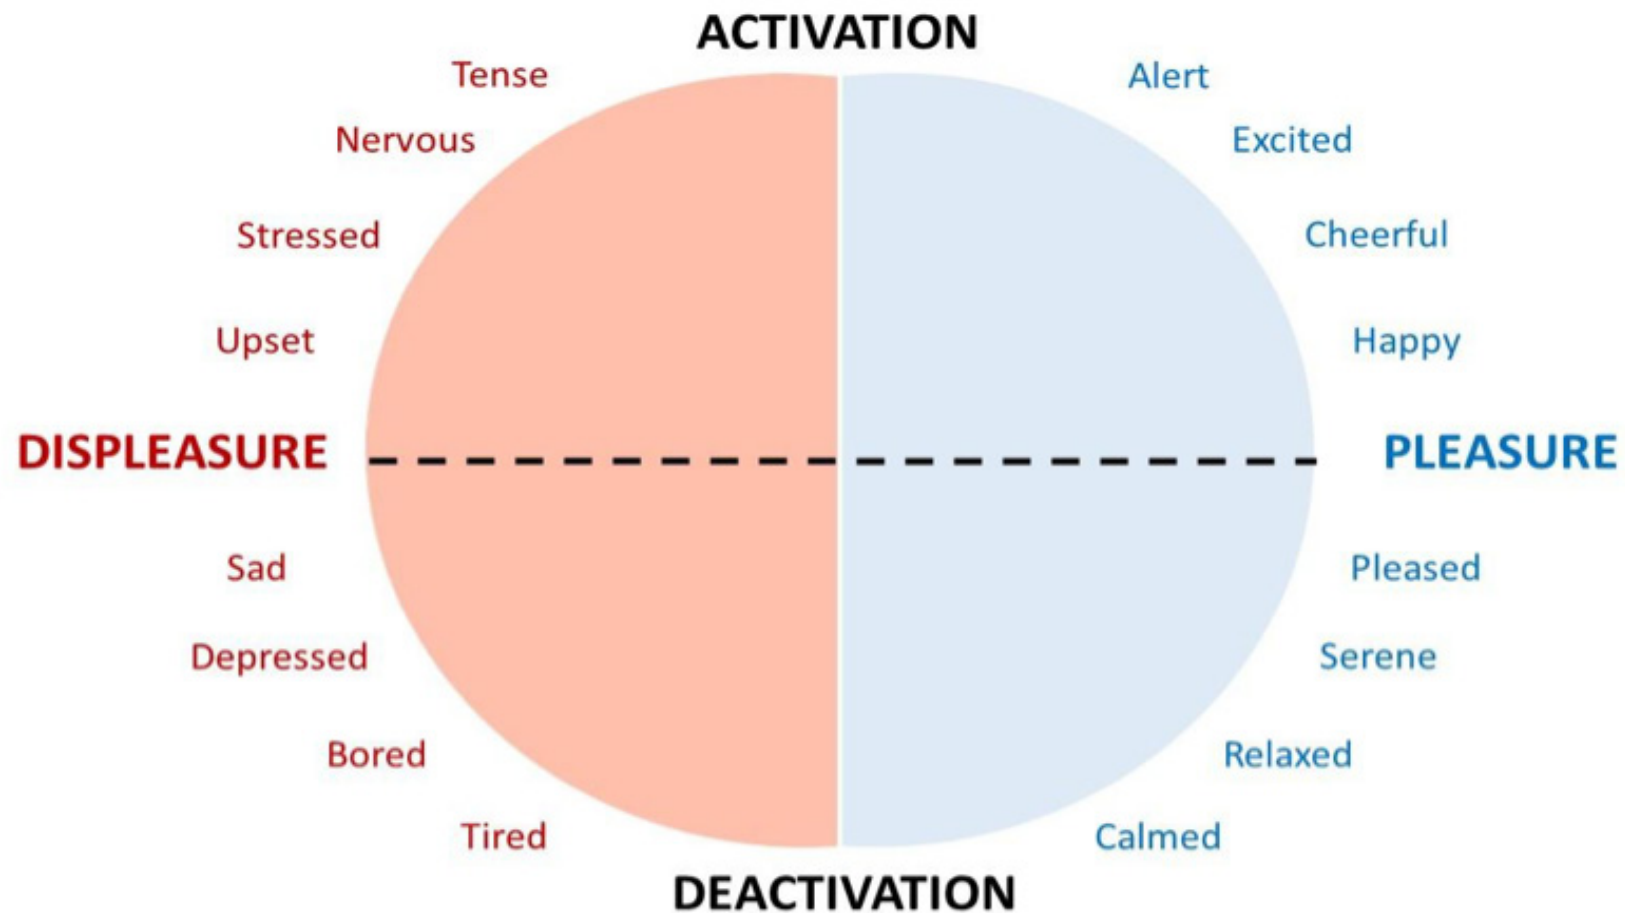 ACTIVATION
Tense
Alert
Nervous
Excited
Stressed
Cheerful
Upset
Happy
DISPLEASURE
PLEASURE
Sad
Pleased
Depressed
Serene
Bored
Relaxed
Tired
Calmed
DEACTIVATION